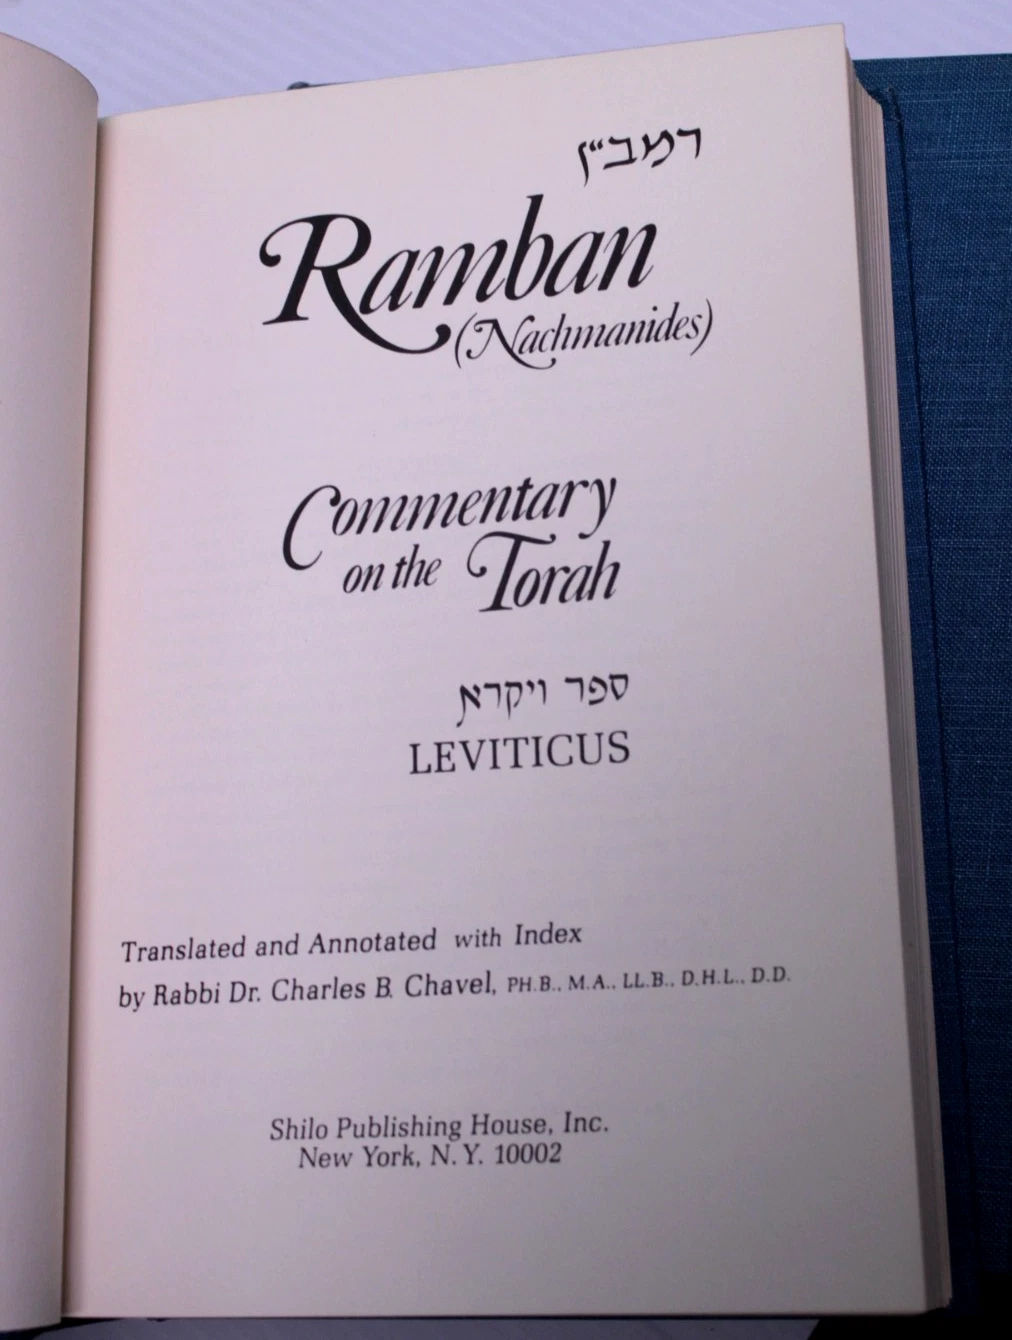 רמב״ן
Ramban
(Nachmanides)
Commentary
on the Torah
ספר ויקרא
LEVITICUS
Translated and Annotated with Index
by Rabbi Dr. Charles B. Chavel, PH.B., M.A., LL.B., D.H.L., D.D.
Shilo Publishing House, Inc.
New York, N.Y. 10002